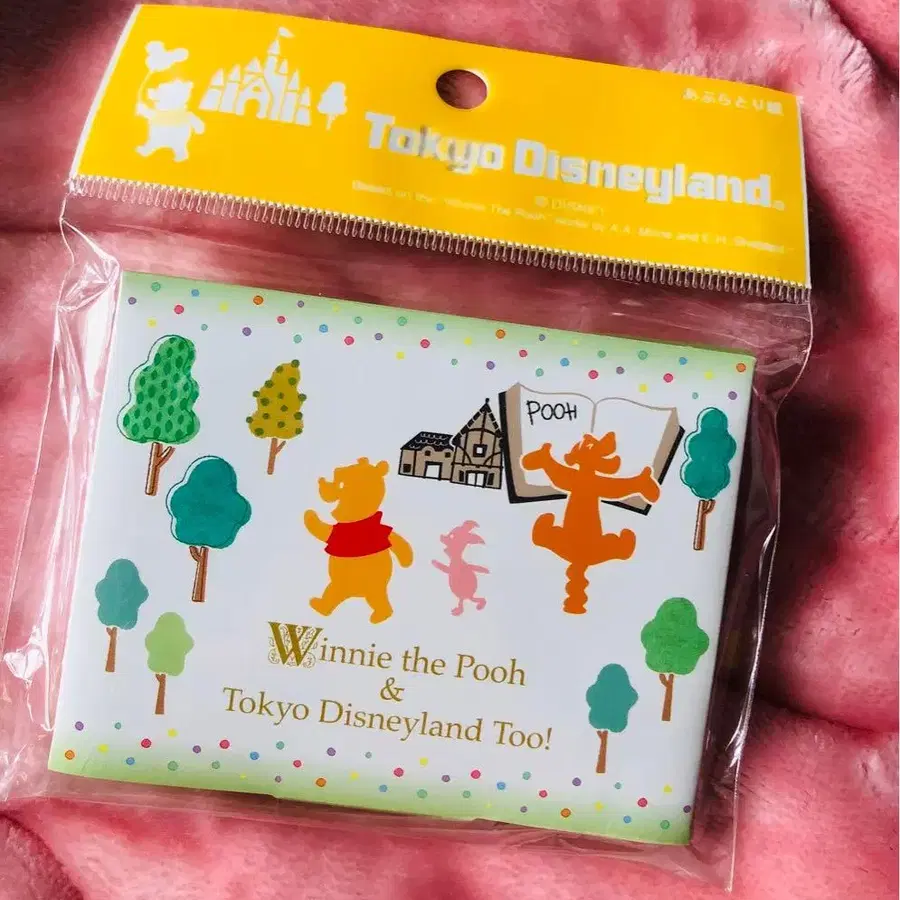 あぶらとり紙
Tokyo Disneyland®
© DISNEY
Based on the "Winnie The Pooh" works by A.A. Milne and E.H. Shepard
POOH
Winnie the Pooh
&
Tokyo Disneyland Too!